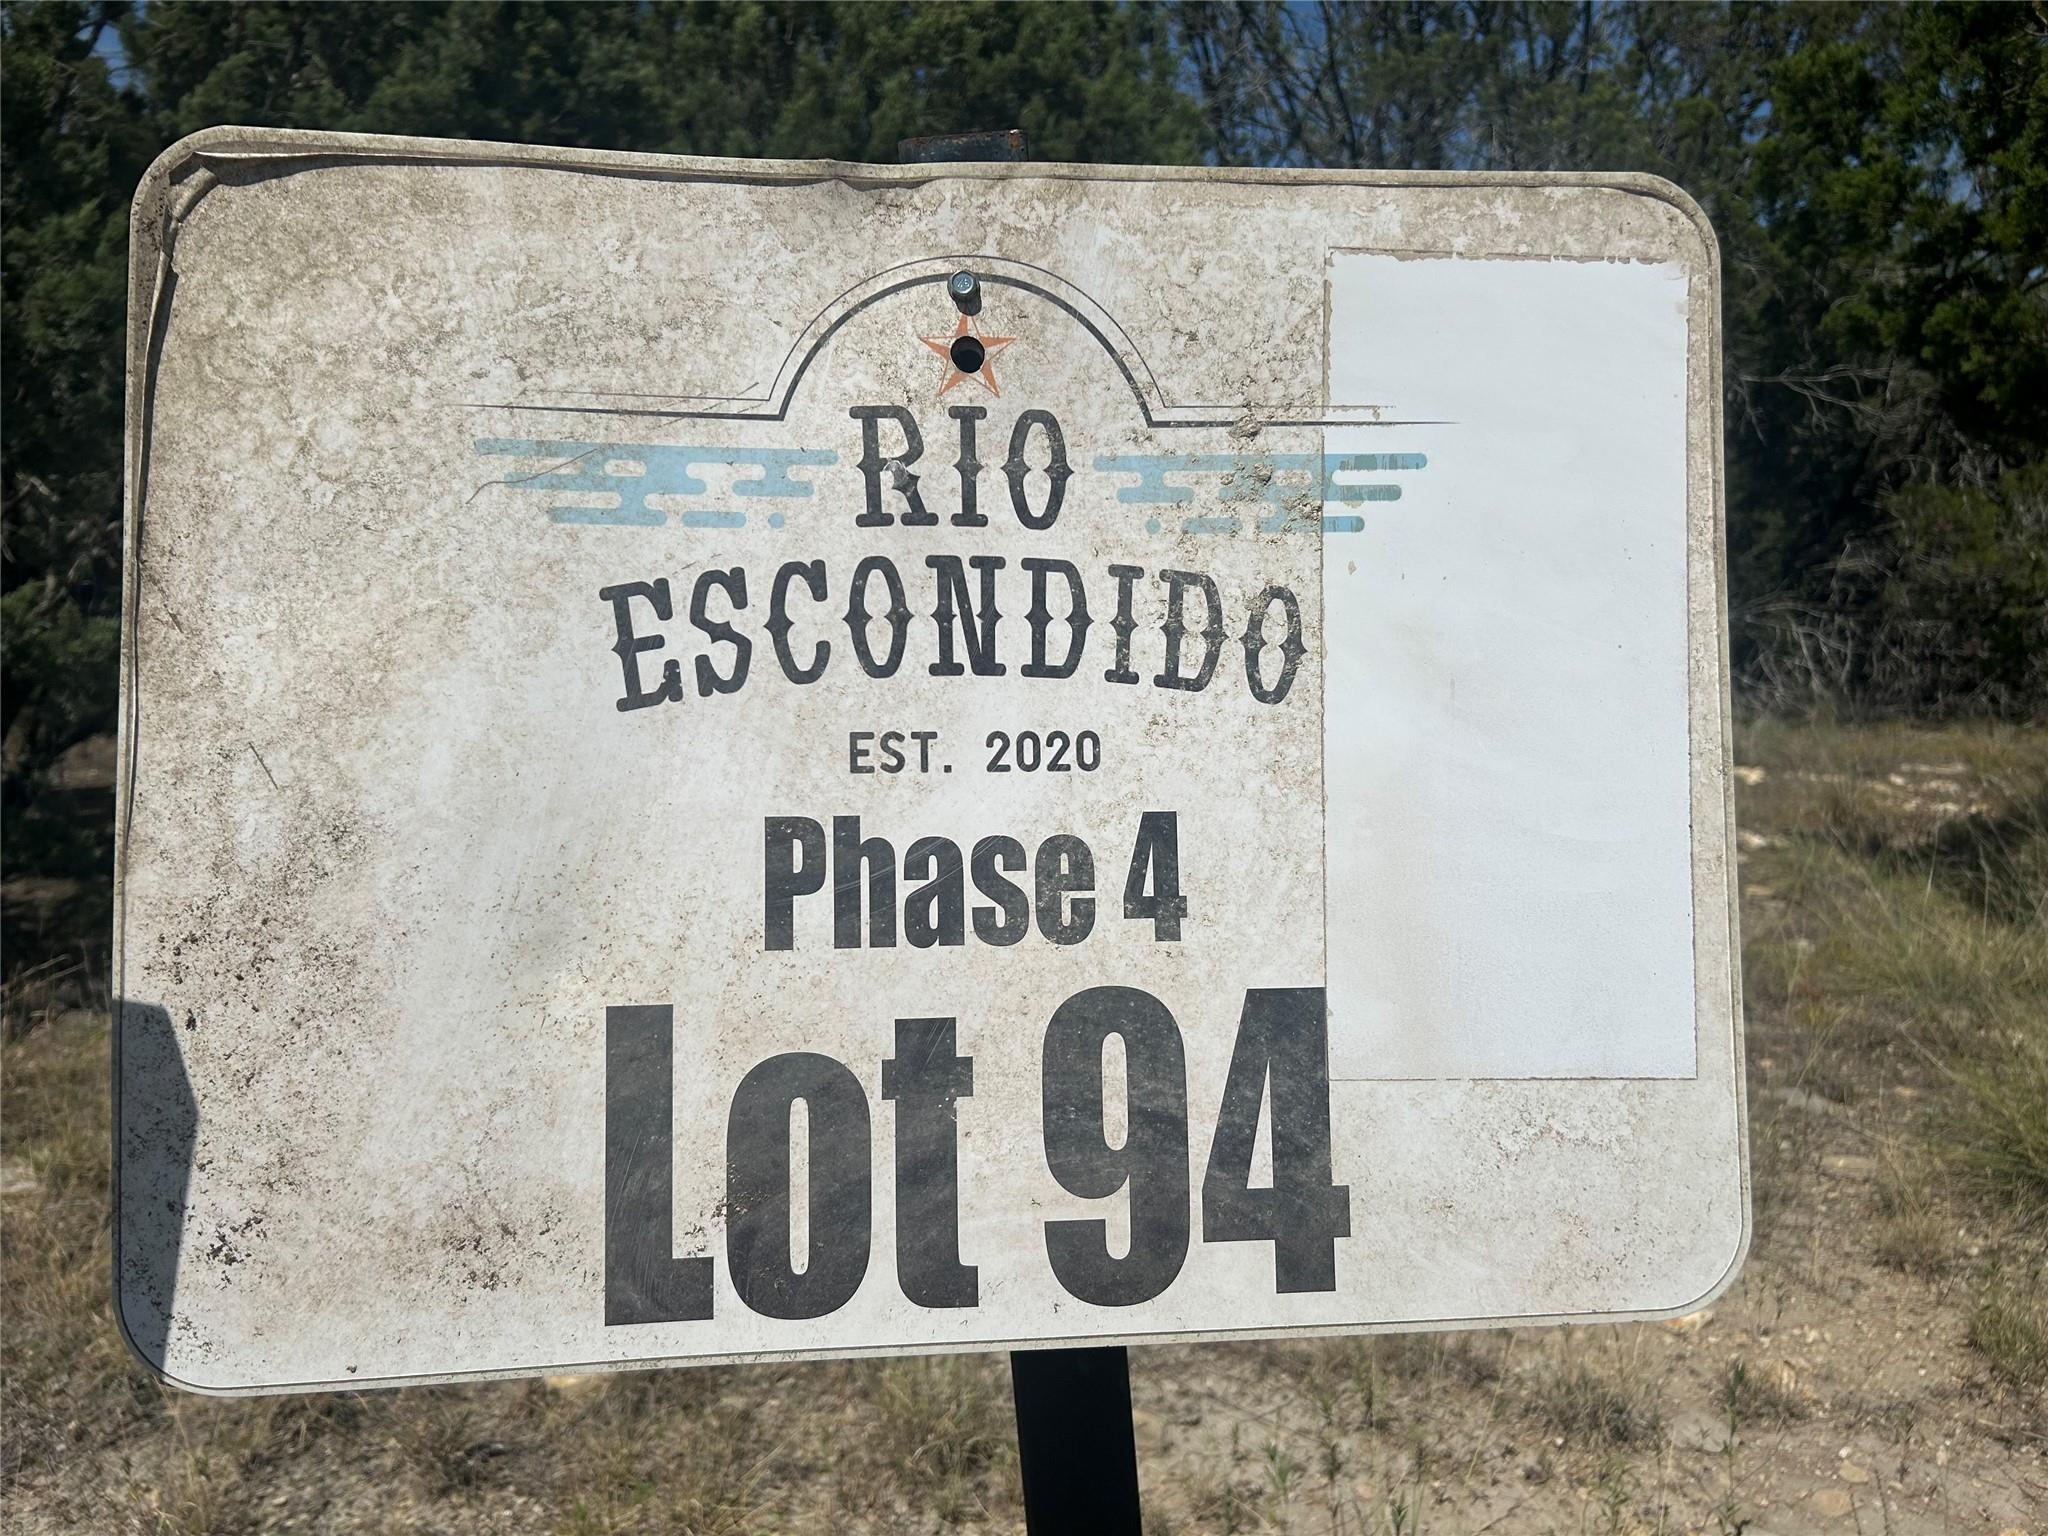 RIO
ESCONDIDO
EST. 2020
Phase 4
Lot 94